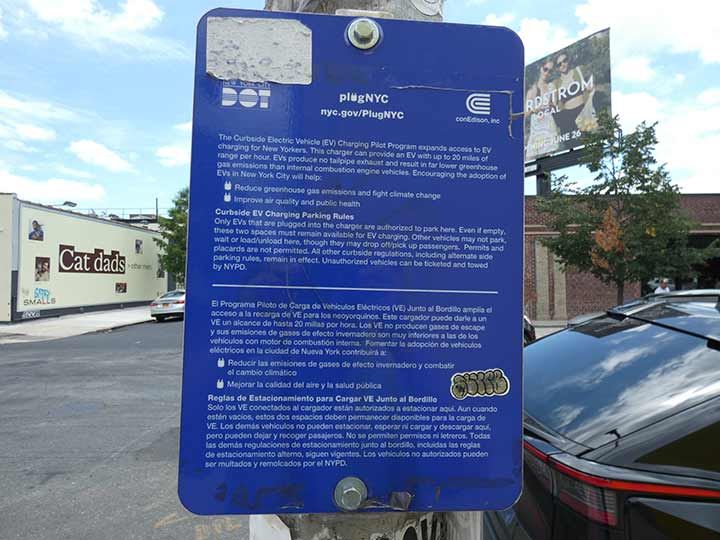 NEW YORK CITY
DOT
plugNYC
nyc.gov/PlugNYC
conEdison, inc
The Curbside Electric Vehicle (EV) Charging Pilot Program expands access to EV
charging for New Yorkers. This charger can provide an EV with up to 20 miles of
range per hour. EVs produce no tailpipe exhaust and result in far lower greenhouse
gas emissions than internal combustion engine vehicles. Encouraging the adoption of
EVs in New York City will help:
Reduce greenhouse gas emissions and fight climate change
Improve air quality and public health
Curbside EV Charging Parking Rules
Only EVs that are plugged into the charger are authorized to park here. Even if empty,
these two spaces must remain available for EV charging. Other vehicles may not park,
wait or load/unload here, though they may drop off/pick up passengers. Permits and
placards are not permitted. All other curbside regulations, including alternate side
parking rules, remain in effect. Unauthorized vehicles can be ticketed and towed
by NYPD.
El Programa Piloto de Carga de Vehículos Eléctricos (VE) Junto al Bordillo amplía el
acceso a la recarga de VE para los neoyorquinos. Este cargador puede darle a un
VE un alcance de hasta 20 millas por hora. Los VE no producen gases de escape
y sus emisiones de gases de efecto invernadero son muy inferiores a las de los
vehículos con motor de combustión interna. Fomentar la adopción de vehículos
eléctricos en la ciudad de Nueva York contribuirá a:
Reducir las emisiones de gases de efecto invernadero y combatir
el cambio climático
Mejorar la calidad del aire y la salud pública
Reglas de Estacionamiento para Cargar VE Junto al Bordillo
Solo los VE conectados al cargador están autorizados a estacionar aquí. Aun cuando
estén vacíos, estos dos espacios deben permanecer disponibles para la carga de
VE. Los demás vehículos no pueden estacionar, esperar ni cargar y descargar aquí,
pero pueden dejar y recoger pasajeros. No se permiten permisos ni letreros. Todas
las demás regulaciones de estacionamiento junto al bordillo, incluidas las reglas
de estacionamiento alterno, siguen vigentes. Los vehículos no autorizados pueden
ser multados y remolcados por el NYPD.
Cat dads
SMALLS
RDSTROM
OCAL
JUNE 26